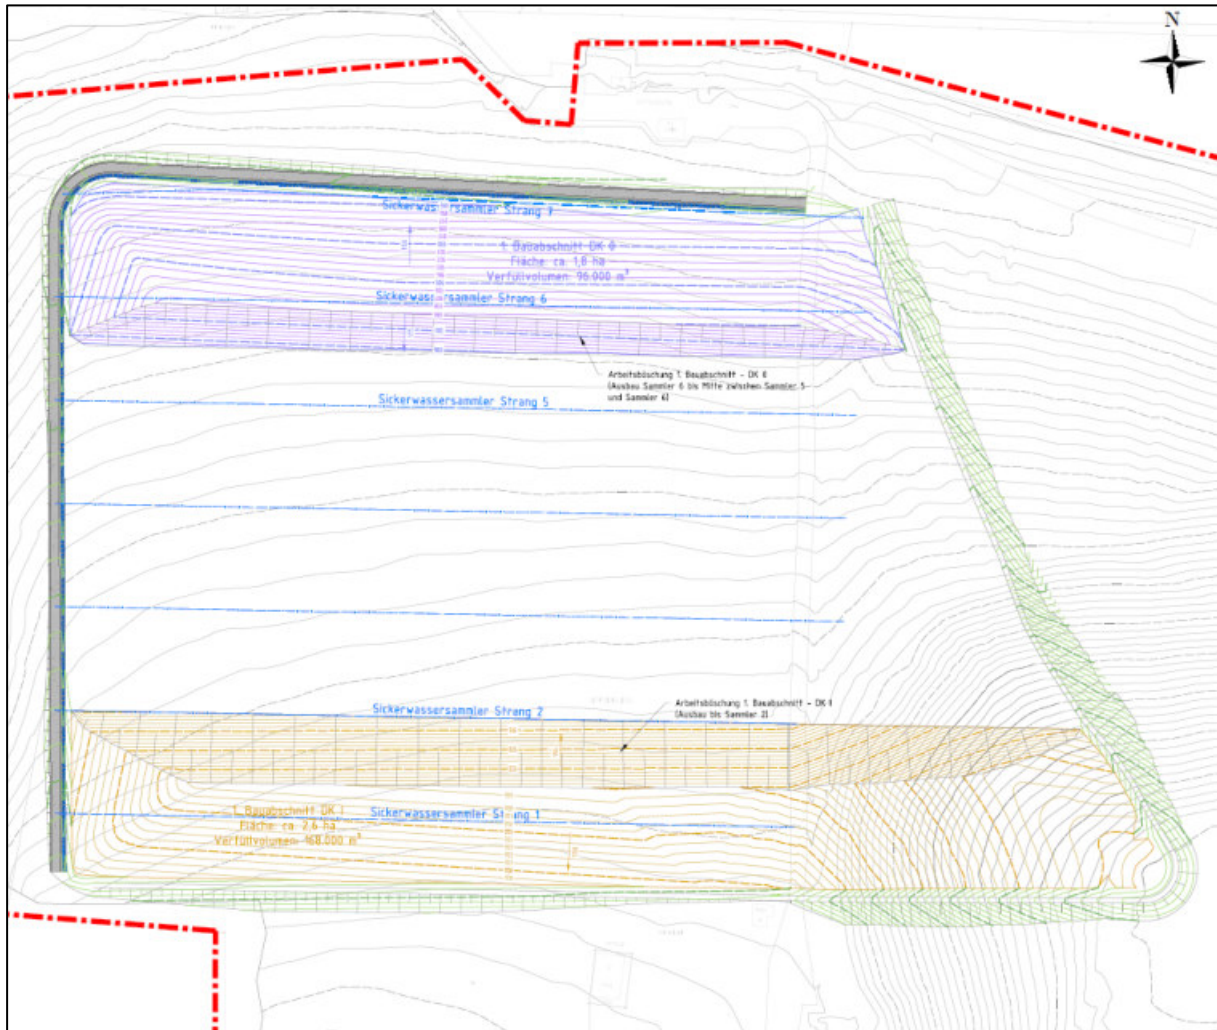 N
Sickerwassersammler Strang 7
1. Bauabschnitt DK 0
Fläche: ca. 1,8 ha
Verfüllvolumen: 96.000 m³
Sickerwassersammler Strang 6
Arbeitsböschung 1. Bauabschnitt - DK 0
(Ausbau Sammler 6 bis Mitte zwischen Sammler 5
und Sammler 6)
Sickerwassersammler Strang 5
Sickerwassersammler Strang 2
Arbeitsböschung 1. Bauabschnitt - DK I
(Ausbau bis Sammler 2)
Sickerwassersammler Strang 1
1. Bauabschnitt DK I
Fläche: ca. 2,6 ha
Verfüllvolumen: 168.000 m³